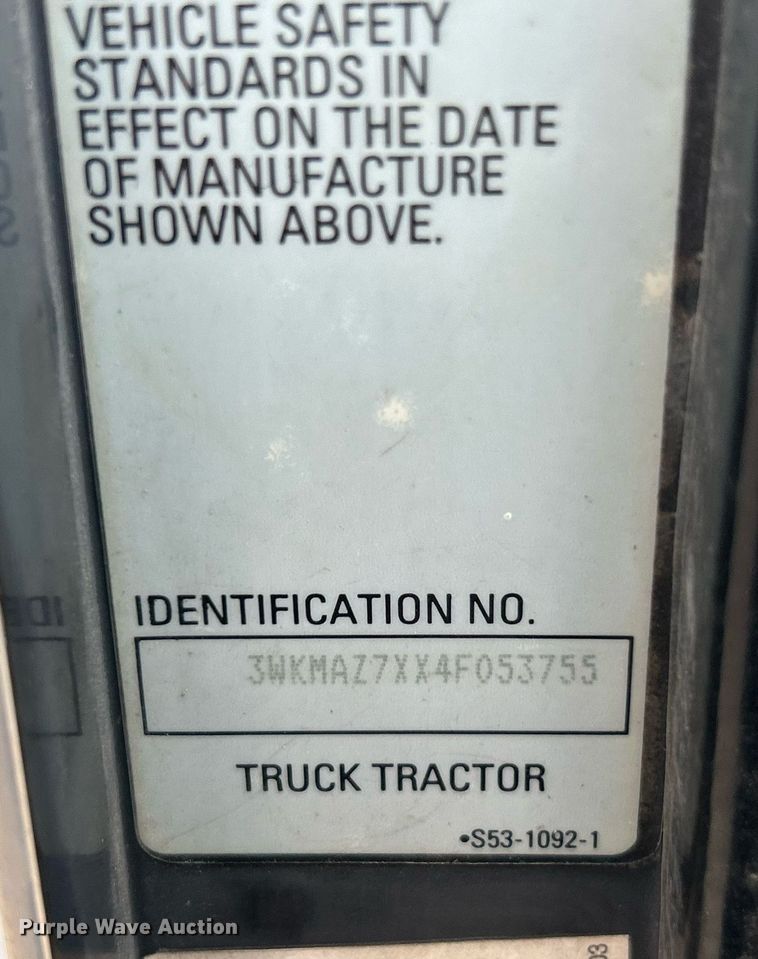 VEHICLE SAFETY
STANDARDS IN
EFFECT ON THE DATE
OF MANUFACTURE
SHOWN ABOVE.
IDENTIFICATION NO.
3WKMAZ7XX4F053755
TRUCK TRACTOR
•S53-1092-1
Purple Wave Auction
03